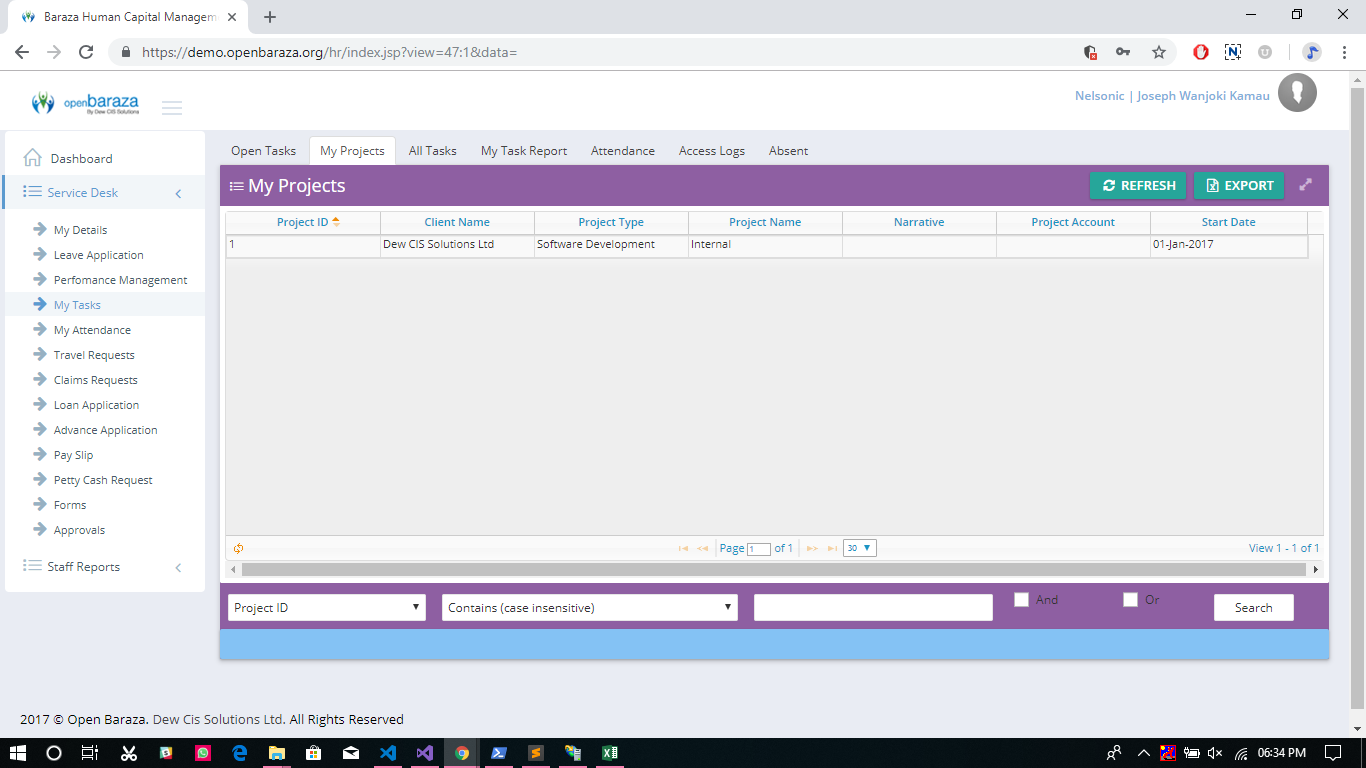 Baraza Human Capital Managem
https://demo.openbaraza.org/hr/index.jsp?view=47:1&data=
openbaraza
By Dew CIS Solutions
Nelsonic | Joseph Wanjoki Kamau
Dashboard
Service Desk
My Details
Leave Application
Perfomance Management
My Tasks
My Attendance
Travel Requests
Claims Requests
Loan Application
Advance Application
Pay Slip
Petty Cash Request
Forms
Approvals
Staff Reports
Open Tasks My Projects All Tasks My Task Report Attendance Access Logs Absent
My Projects REFRESH EXPORT
Project ID Client Name Project Type Project Name Narrative Project Account Start Date
1 Dew CIS Solutions Ltd Software Development Internal 01-Jan-2017
Page 1 of 1 30 View 1 - 1 of 1
Project ID Contains (case insensitive) And Or Search
2017 © Open Baraza. Dew Cis Solutions Ltd. All Rights Reserved
06:34 PM